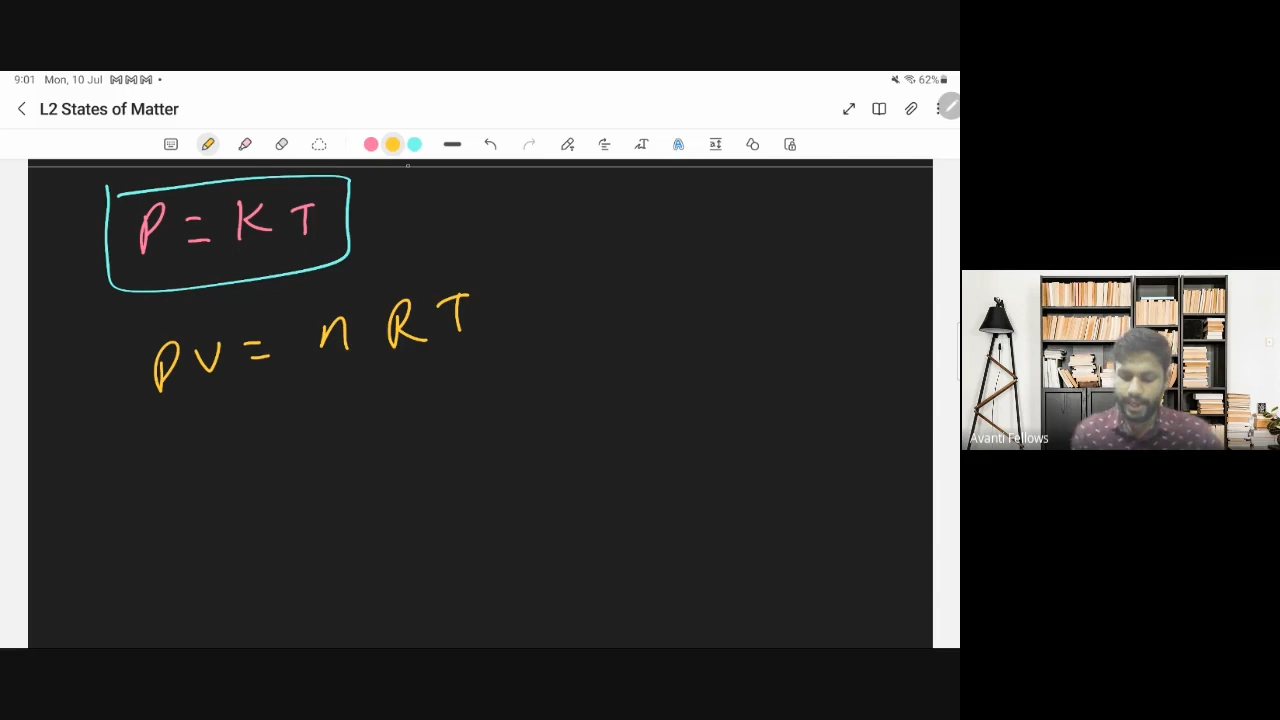 9:01 Mon, 10 Jul 62%
L2 States of Matter
P = K T
PV = n R T
Avanti Fellows